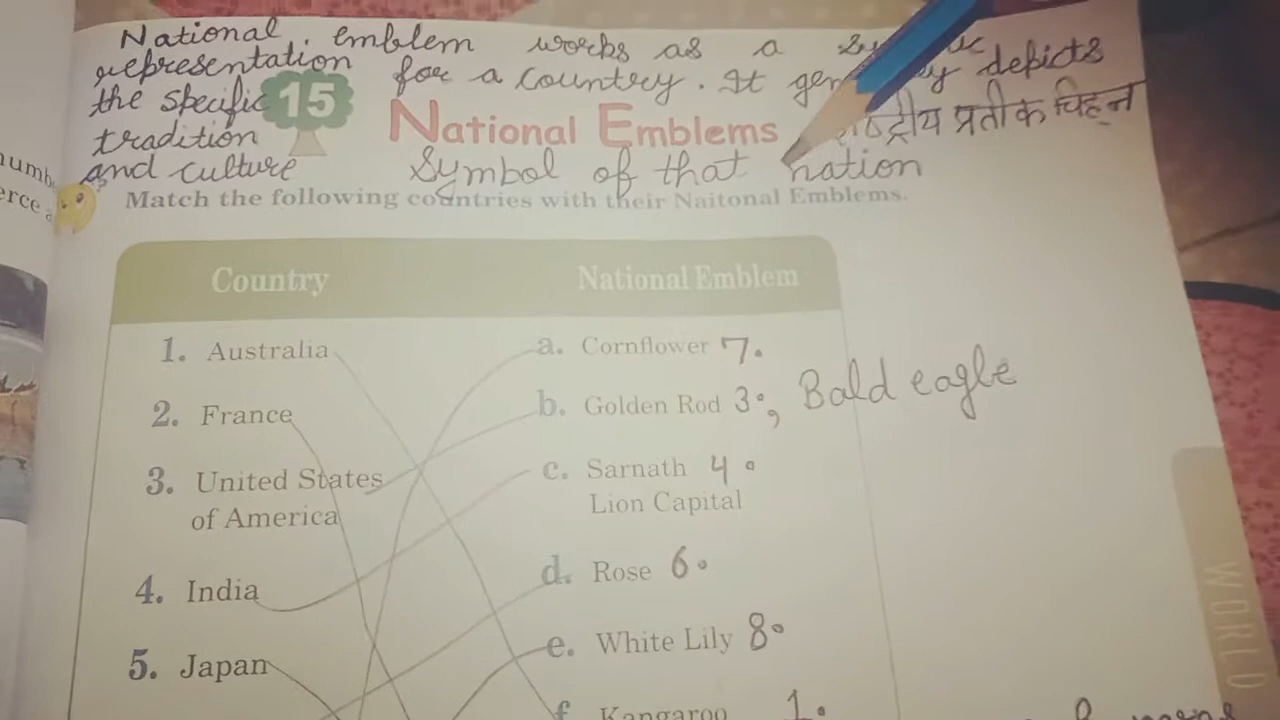 National emblem works as a
representation for a country. It depicts
the specific
15
National Emblems
राष्ट्रीय प्रतीक चिह्न
tradition
and culture Symbol of that nation
Match the following countries with their Naitonal Emblems.
Country National Emblem
1. Australia a. Cornflower 7.
2. France b. Golden Rod 3., Bald eagle
3. United States of America c. Sarnath Lion Capital 4.
4. India d. Rose 6.
5. Japan e. White Lily 8.
f. Kangaroo 1.
WORLD